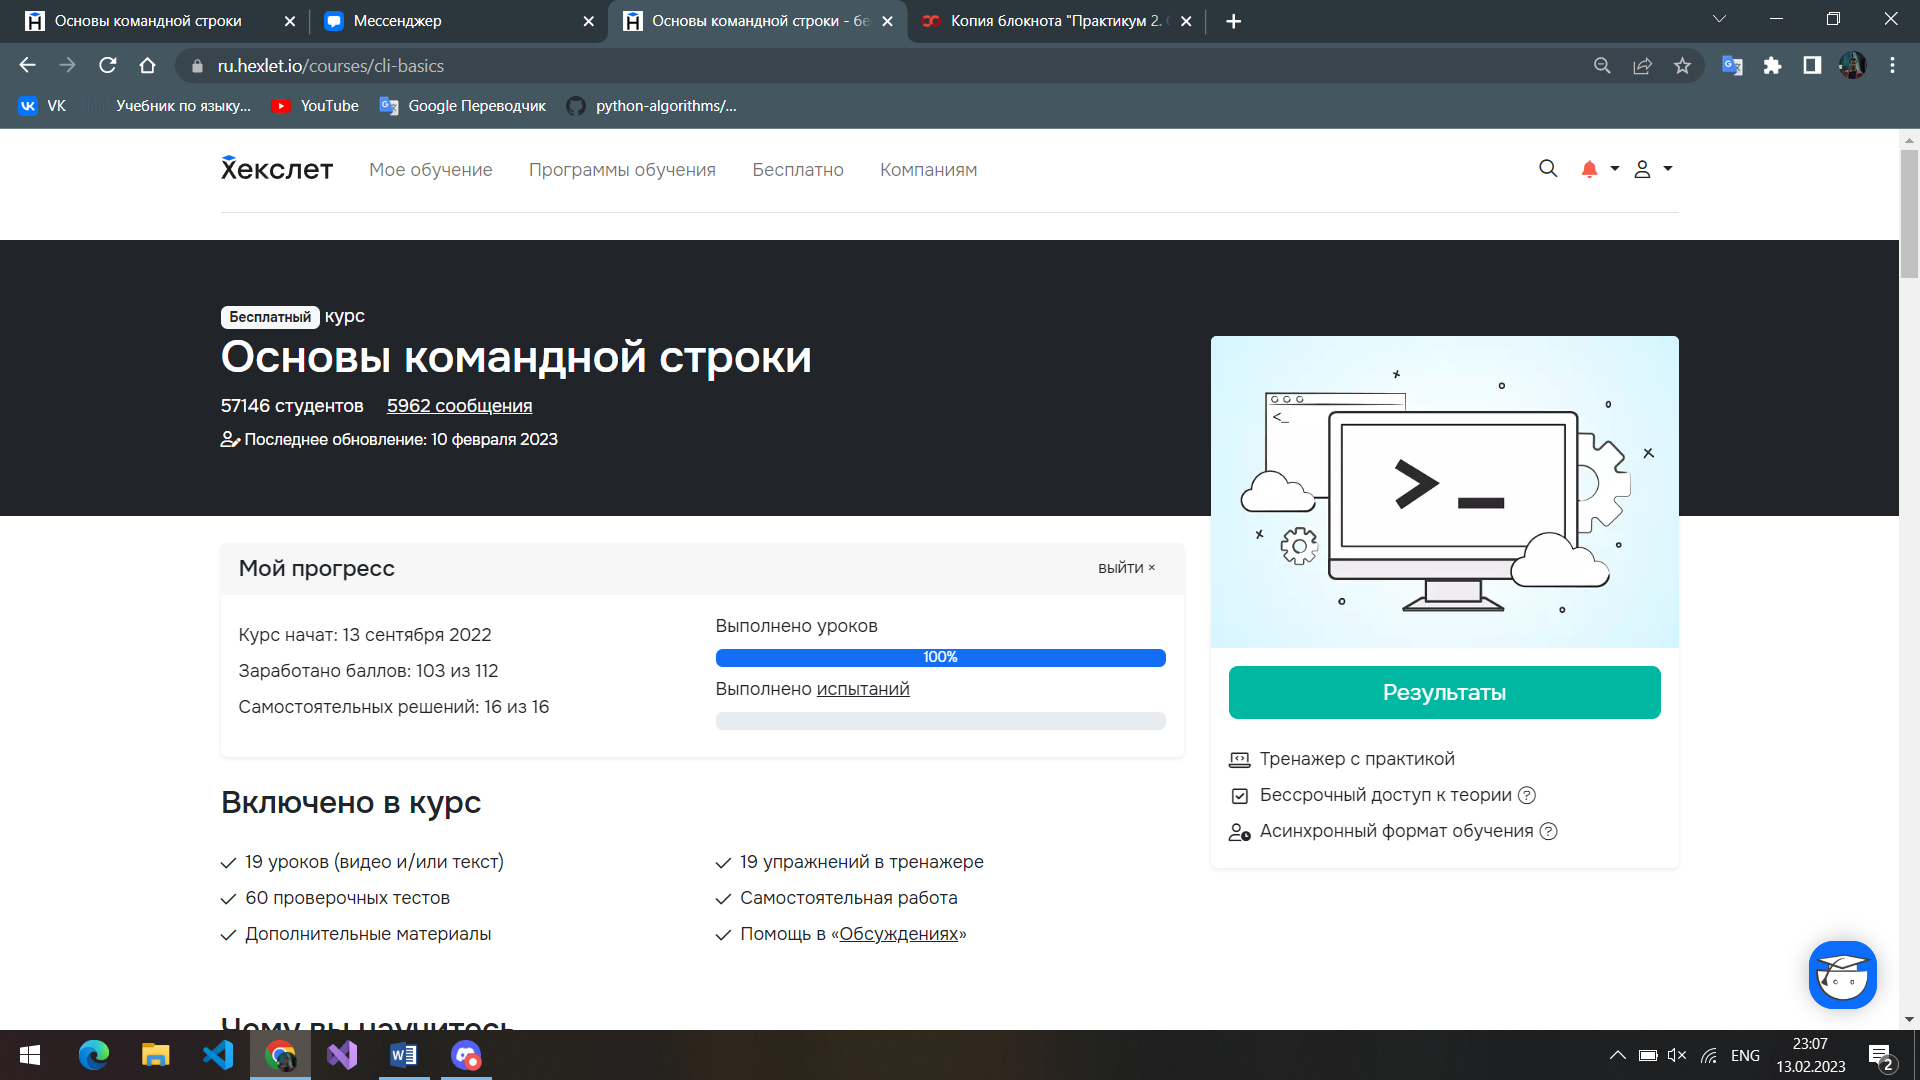 Основы командной строки
Мессенджер
Основы командной строки - бе
Копия блокнота "Практикум 2.
ru.hexlet.io/courses/cli-basics
VK
Учебник по языку...
YouTube
Google Переводчик
python-algorithms/...
Хекслет
Мое обучение
Программы обучения
Бесплатно
Компаниям
Бесплатный курс
Основы командной строки
57146 студентов
5962 сообщения
Последнее обновление: 10 февраля 2023
<_
>_
Мой прогресс
ВЫЙТИ ×
Курс начат: 13 сентября 2022
Заработано баллов: 103 из 112
Самостоятельных решений: 16 из 16
Выполнено уроков
100%
Выполнено испытаний
Результаты
Тренажер с практикой
Бессрочный доступ к теории ?
Асинхронный формат обучения ?
Включено в курс
19 уроков (видео и/или текст)
60 проверочных тестов
Дополнительные материалы
19 упражнений в тренажере
Самостоятельная работа
Помощь в «Обсуждениях»
Чему вы научитесь
ENG
23:07
13.02.2023
2